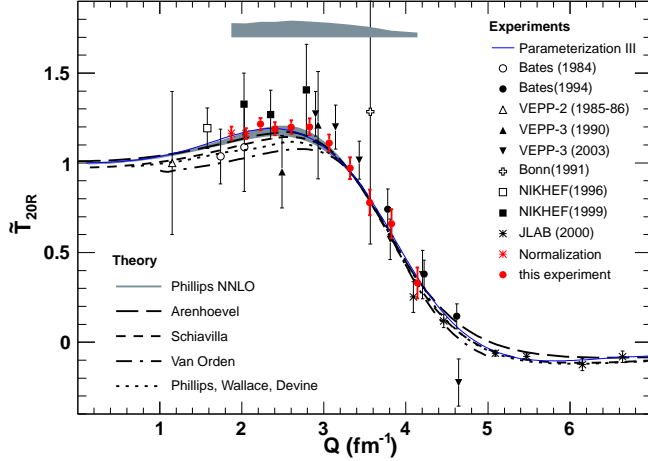 Experiments
Parameterization III
Bates (1984)
Bates(1994)
VEPP-2 (1985-86)
VEPP-3 (1990)
VEPP-3 (2003)
Bonn(1991)
NIKHEF(1996)
NIKHEF(1999)
JLAB (2000)
Normalization
this experiment
Theory
Phillips NNLO
Arenhoevel
Schiavilla
Van Orden
Phillips, Wallace, Devine
1.5
1
0.5
0
T̃20R
0 1 2 3 4 5 6 7
Q (fm⁻¹)